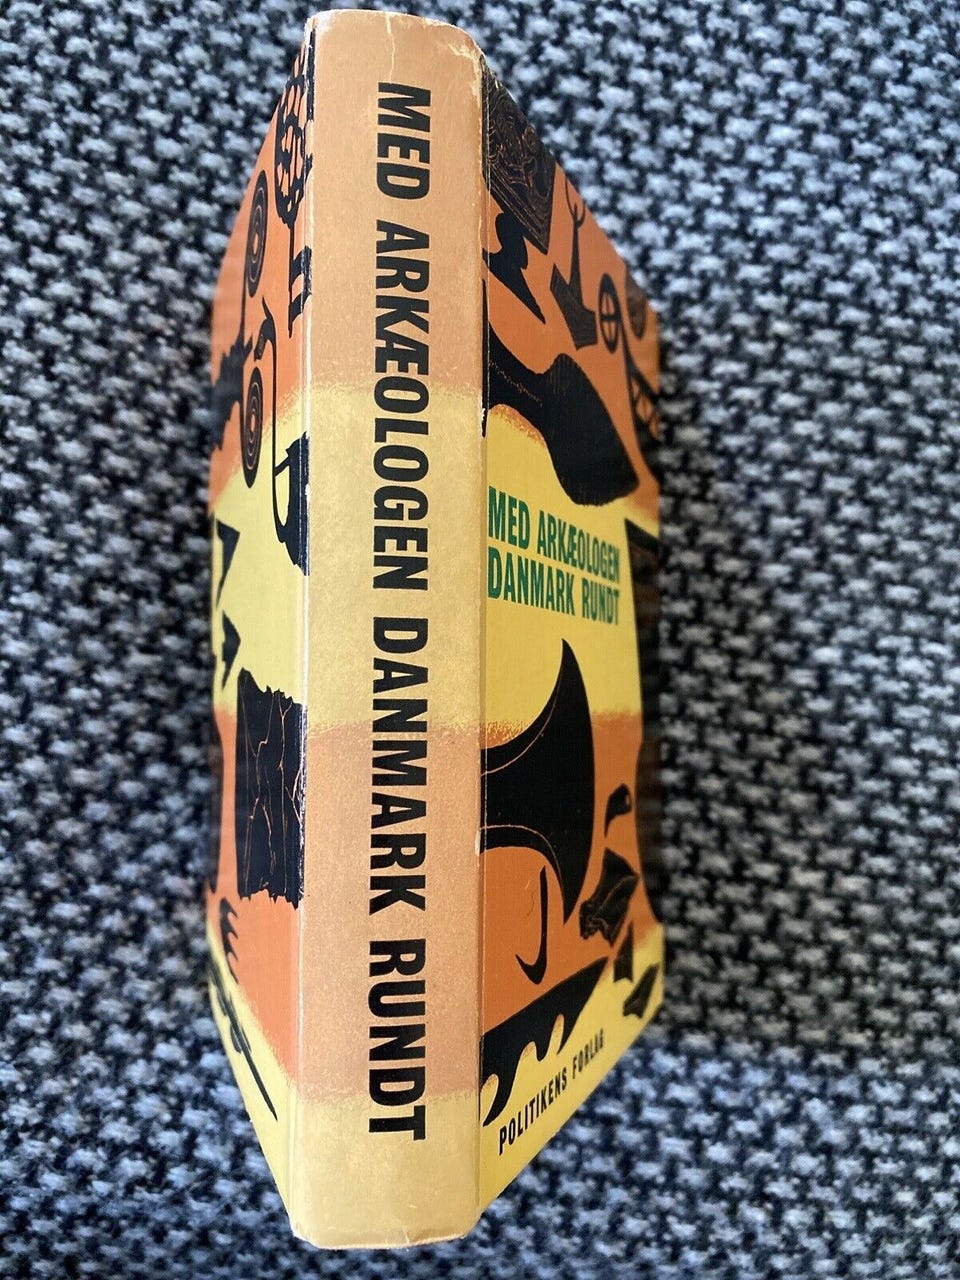 MED ARKÆOLOGEN DANMARK RUNDT
MED ARKÆOLOGEN
DANMARK RUNDT
POLITIKENS FORLAG